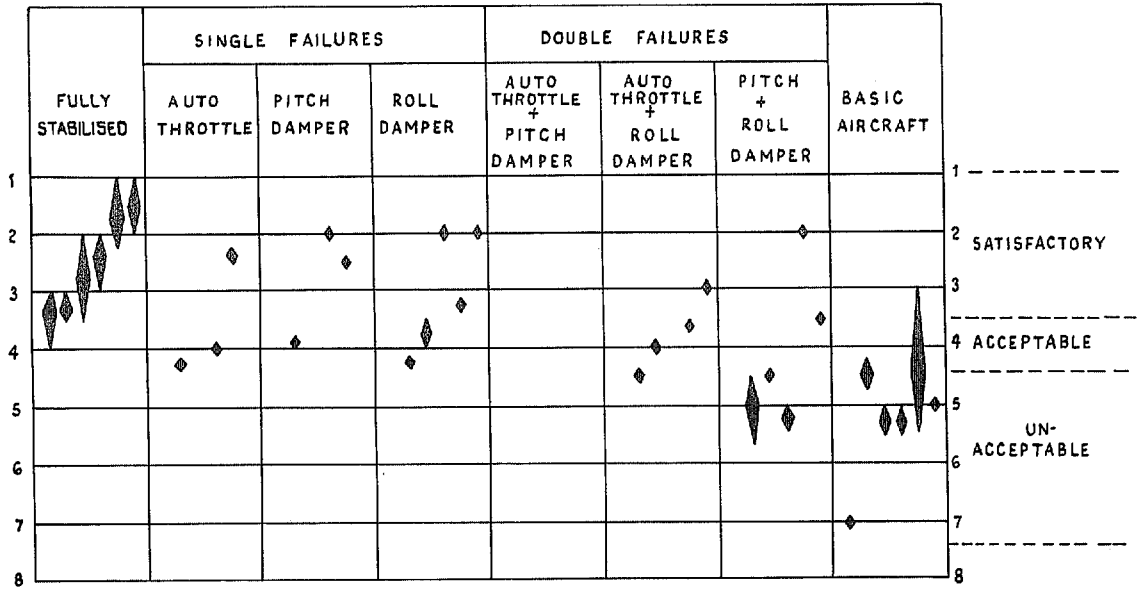 SINGLE FAILURES
DOUBLE FAILURES
FULLY
STABILISED
AUTO
THROTTLE
PITCH
DAMPER
ROLL
DAMPER
AUTO
THROTTLE
+
PITCH
DAMPER
AUTO
THROTTLE
+
ROLL
DAMPER
PITCH
+
ROLL
DAMPER
BASIC
AIRCRAFT
1
2
3
4
5
6
7
8
1
2
3
4
5
6
7
8
SATISFACTORY
ACCEPTABLE
UN-
ACCEPTABLE